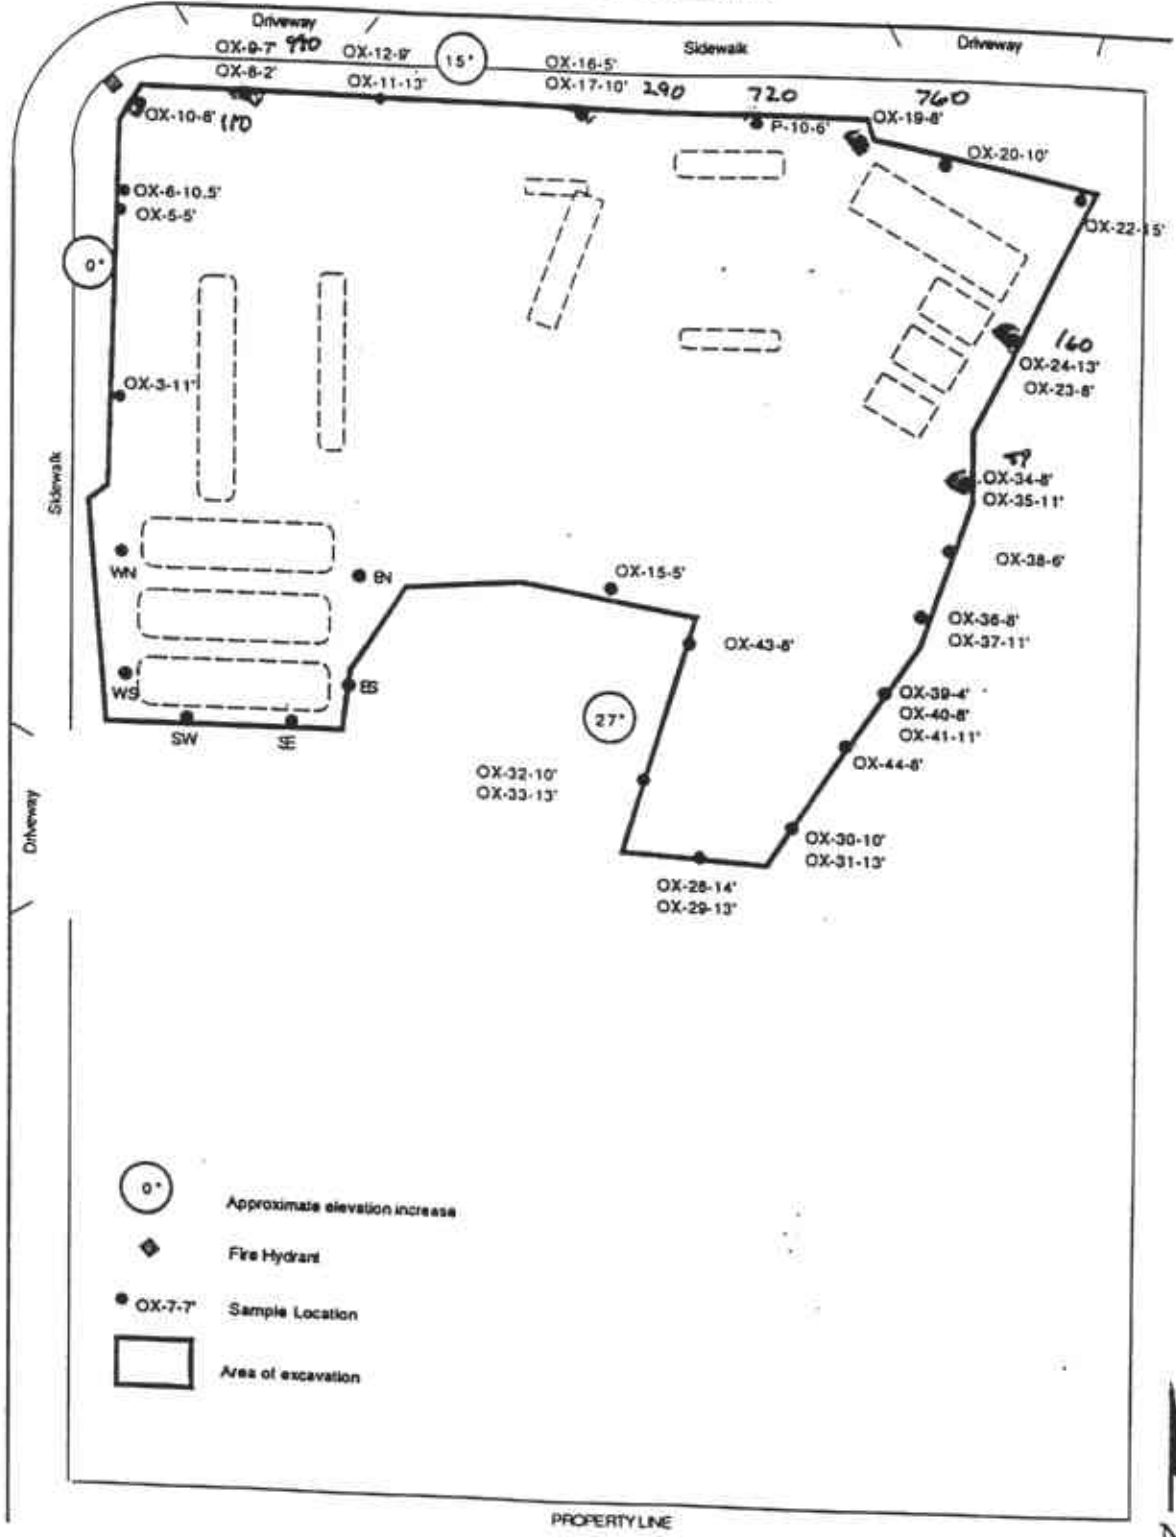 Driveway
OX-9-7' 990 OX-12-9' 15" OX-16-5' Sidewalk Driveway
OX-8-2' OX-11-13' OX-17-10' 290 720 760
OX-10-8' 110 P-10-6' OX-19-8'
OX-20-10'
OX-6-10.5'
OX-5-5'
OX-22-15'
0"
160
OX-24-13'
OX-3-11' OX-23-8'
Sidewalk
OX-34-8'
OX-35-11'
WN EN OX-15-5' OX-38-6'
OX-36-8'
OX-43-8' OX-37-11'
WS ES OX-39-4'
27" OX-40-8'
SW SE OX-41-11'
OX-44-8'
OX-32-10'
OX-33-13'
Driveway
OX-30-10'
OX-31-13'
OX-28-14'
OX-29-13'
0" Approximate elevation increase
Fire Hydrant
OX-7-7' Sample Location
Area of excavation
PROPERTY LINE